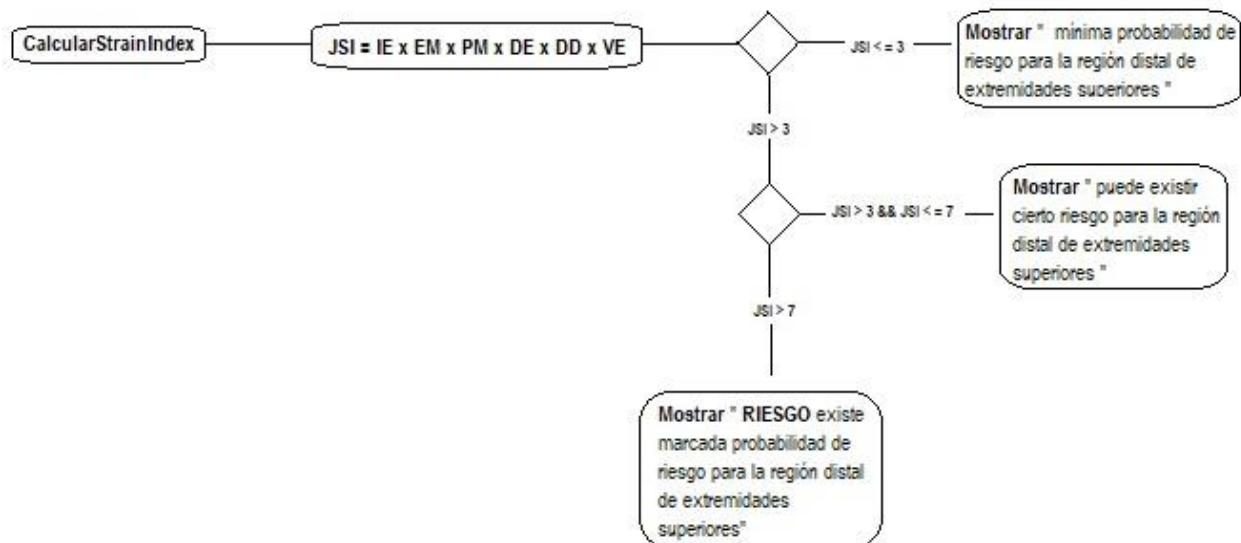 CalcularStrainIndex
JSI = IE x EM x PM x DE x DD x VE
JSI < = 3
Mostrar " mínima probabilidad de
riesgo para la región distal de
extremidades superiores "
JSI > 3
JSI > 3 && JSI < = 7
Mostrar " puede existir
cierto riesgo para la región
distal de extremidades
superiores "
JSI > 7
Mostrar " RIESGO existe
marcada probabilidad de
riesgo para la región distal
de extremidades
superiores"